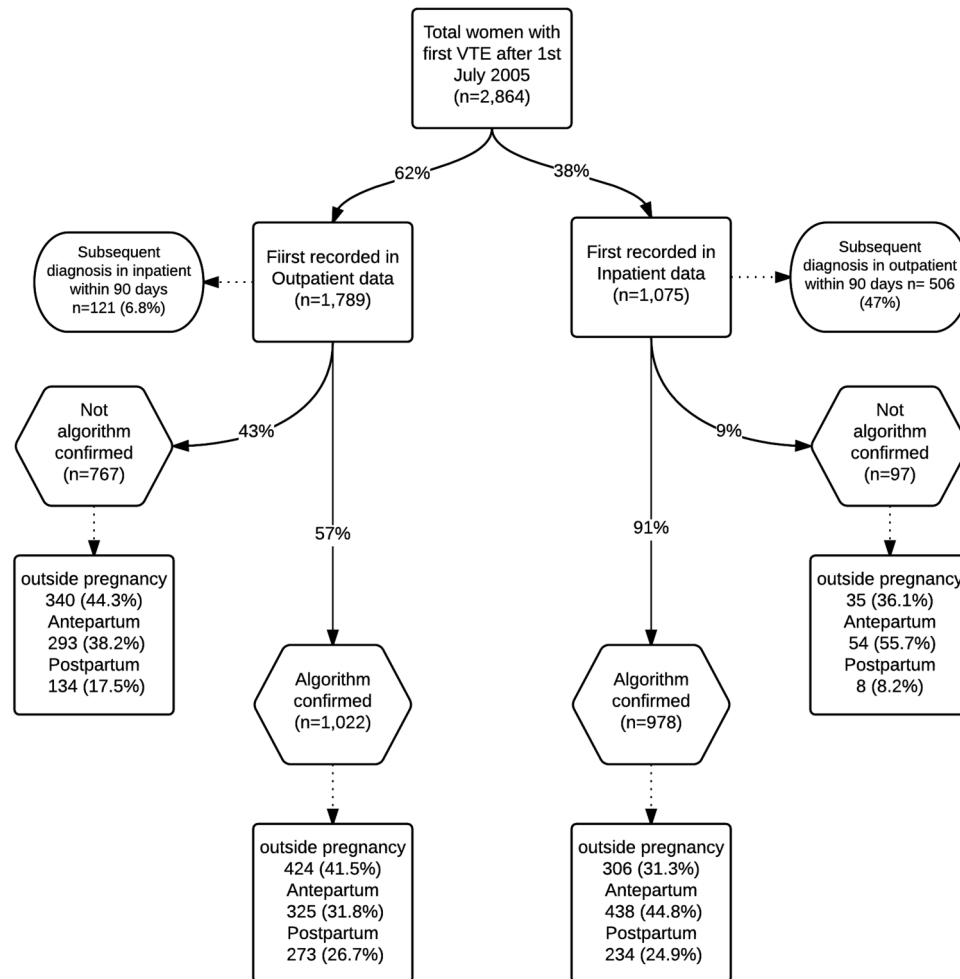 Total women with
first VTE after 1st
July 2005
(n=2,864)
62%
38%
Subsequent
diagnosis in inpatient
within 90 days
n=121 (6.8%)
Fiirst recorded in
Outpatient data
(n=1,789)
First recorded in
Inpatient data
(n=1,075)
Subsequent
diagnosis in outpatient
within 90 days n= 506
(47%)
Not
algorithm
confirmed
(n=767)
43%
9%
Not
algorithm
confirmed
(n=97)
57%
91%
outside pregnancy
340 (44.3%)
Antepartum
293 (38.2%)
Postpartum
134 (17.5%)
outside pregnancy
35 (36.1%)
Antepartum
54 (55.7%)
Postpartum
8 (8.2%)
Algorithm
confirmed
(n=1,022)
Algorithm
confirmed
(n=978)
outside pregnancy
424 (41.5%)
Antepartum
325 (31.8%)
Postpartum
273 (26.7%)
outside pregnancy
306 (31.3%)
Antepartum
438 (44.8%)
Postpartum
234 (24.9%)